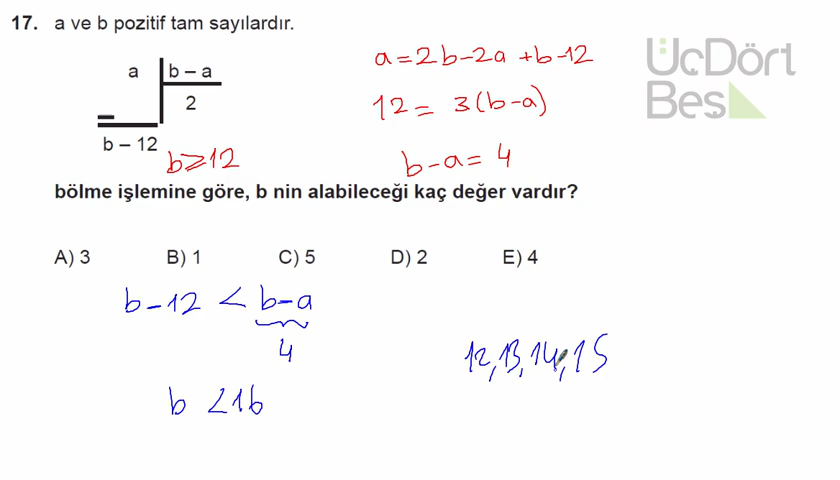 17. a ve b pozitif tam sayılardır.
a b – a
2
b – 12
b ⩾ 12
a = 2b – 2a + b – 12
12 = 3(b – a)
b – a = 4
ÜçDört
Beş
bölme işlemine göre, b nin alabileceği kaç değer vardır?
A) 3 B) 1 C) 5 D) 2 E) 4
b – 12 < b – a
4
b < 16
12, 13, 14, 15